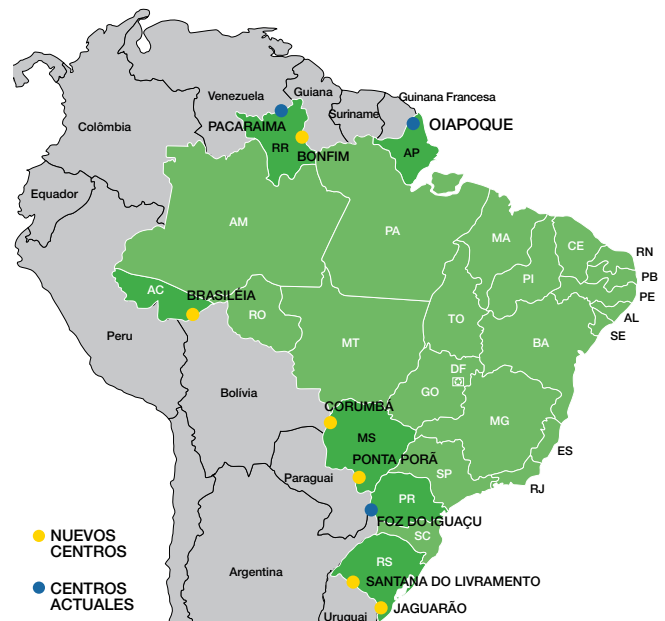 Venezuela
Guiana
Guinana Francesa
Suriname
Colômbia
PACARAIMA
OIAPOQUE
RR
BONFIM
AP
Equador
AM
PA
MA
CE
RN
PI
PB
PE
AC
BRASILÉIA
RO
TO
AL
SE
Peru
MT
BA
DF
Bolívia
GO
CORUMBÁ
MG
MS
ES
PONTA PORÃ
SP
Paraguai
RJ
PR
FOZ DO IGUAÇU
SC
NUEVOS
CENTROS
RS
Argentina
SANTANA DO LIVRAMENTO
CENTROS
ACTUALES
JAGUARÃO
Uruguai